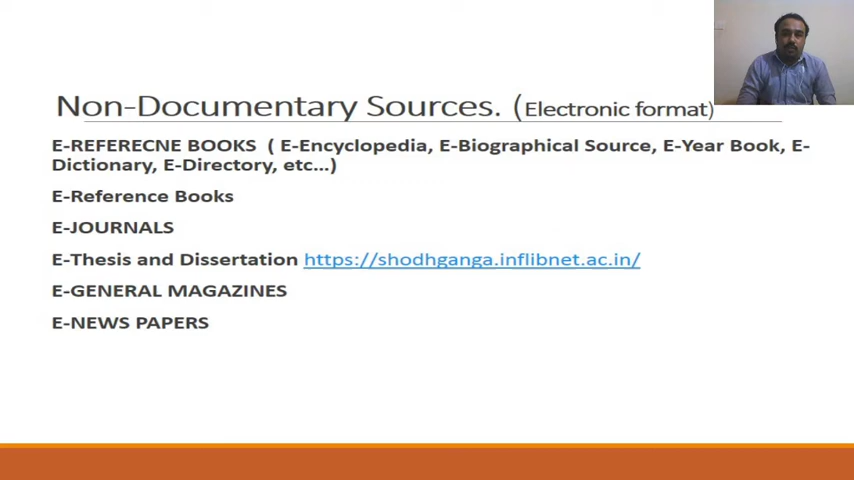 Non-Documentary Sources. (Electronic format)
E-REFERECNE BOOKS ( E-Encyclopedia, E-Biographical Source, E-Year Book, E-
Dictionary, E-Directory, etc...)
E-Reference Books
E-JOURNALS
E-Thesis and Dissertation https://shodhganga.inflibnet.ac.in/
E-GENERAL MAGAZINES
E-NEWS PAPERS